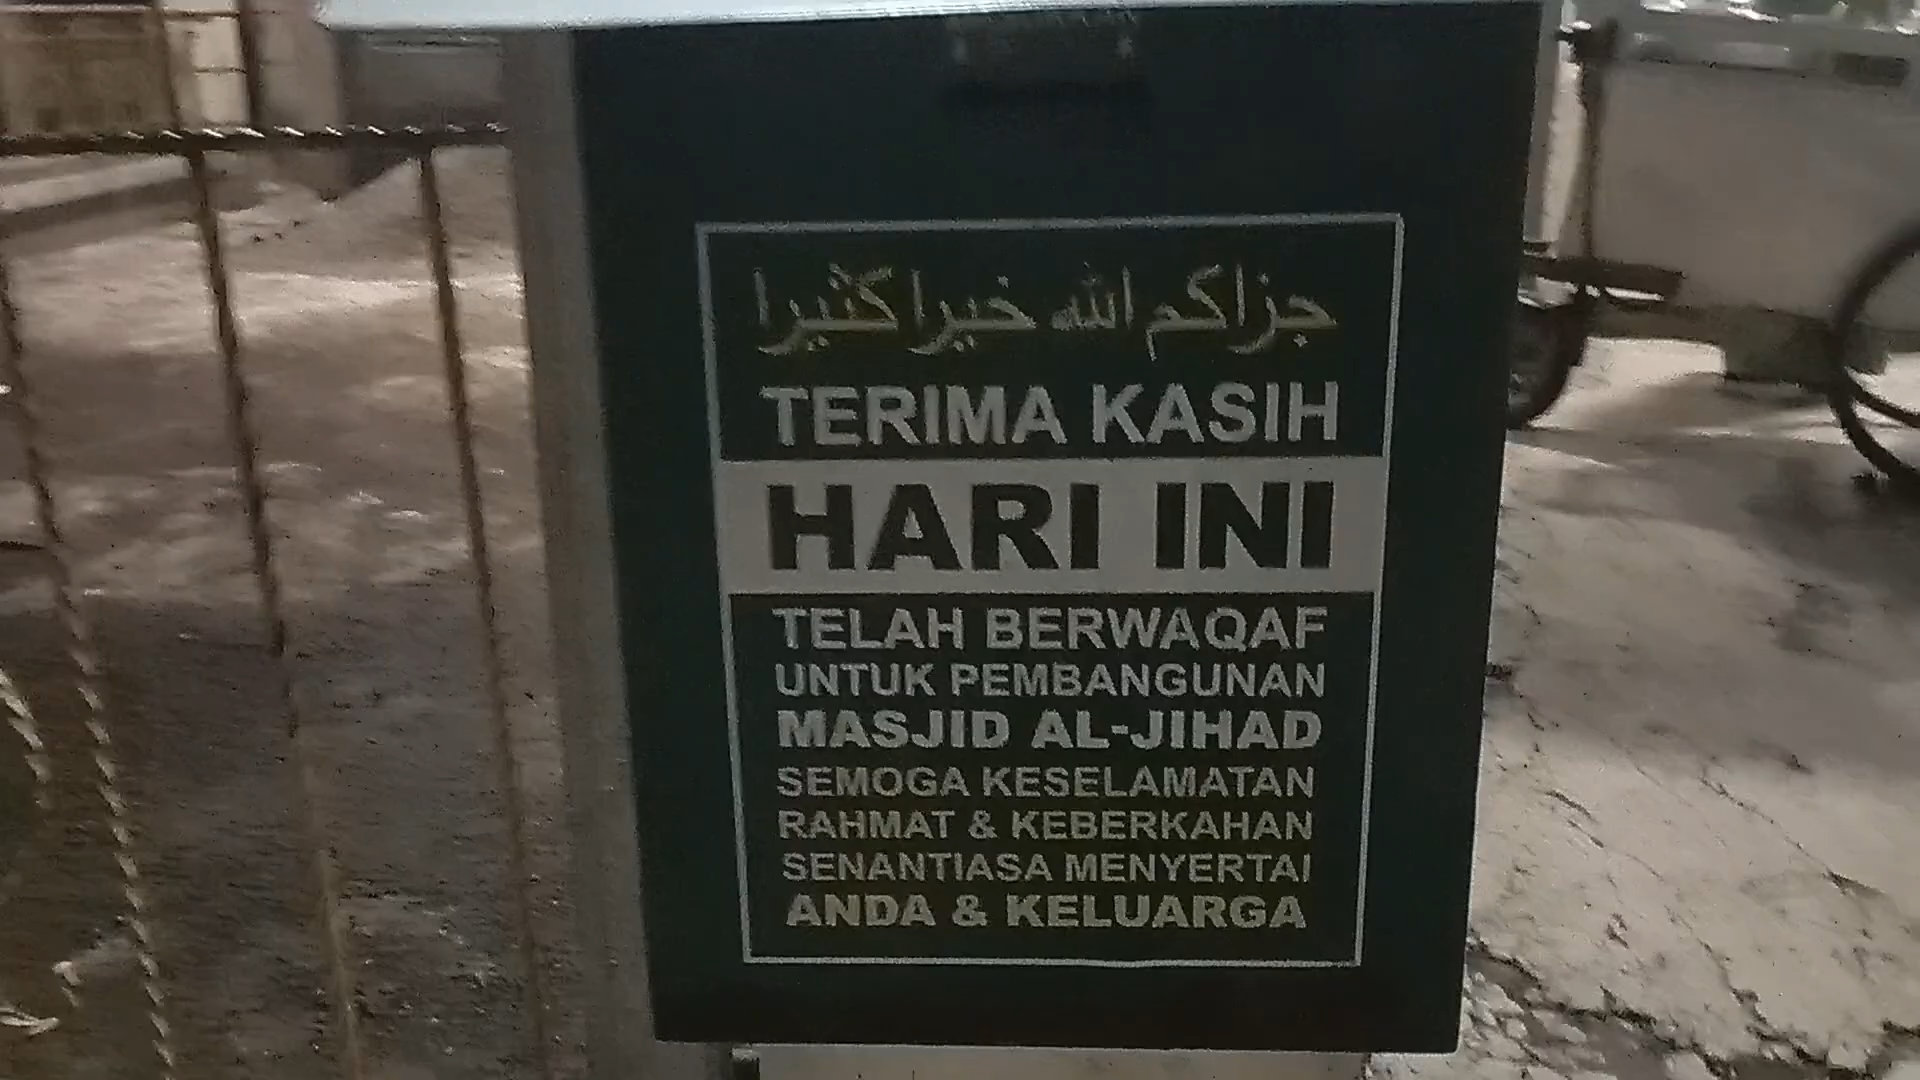 جزاكم الله خيرا كثيرا
TERIMA KASIH
HARI INI
TELAH BERWAQAF
UNTUK PEMBANGUNAN
MASJID AL-JIHAD
SEMOGA KESELAMATAN
RAHMAT & KEBERKAHAN
SENANTIASA MENYERTAI
ANDA & KELUARGA